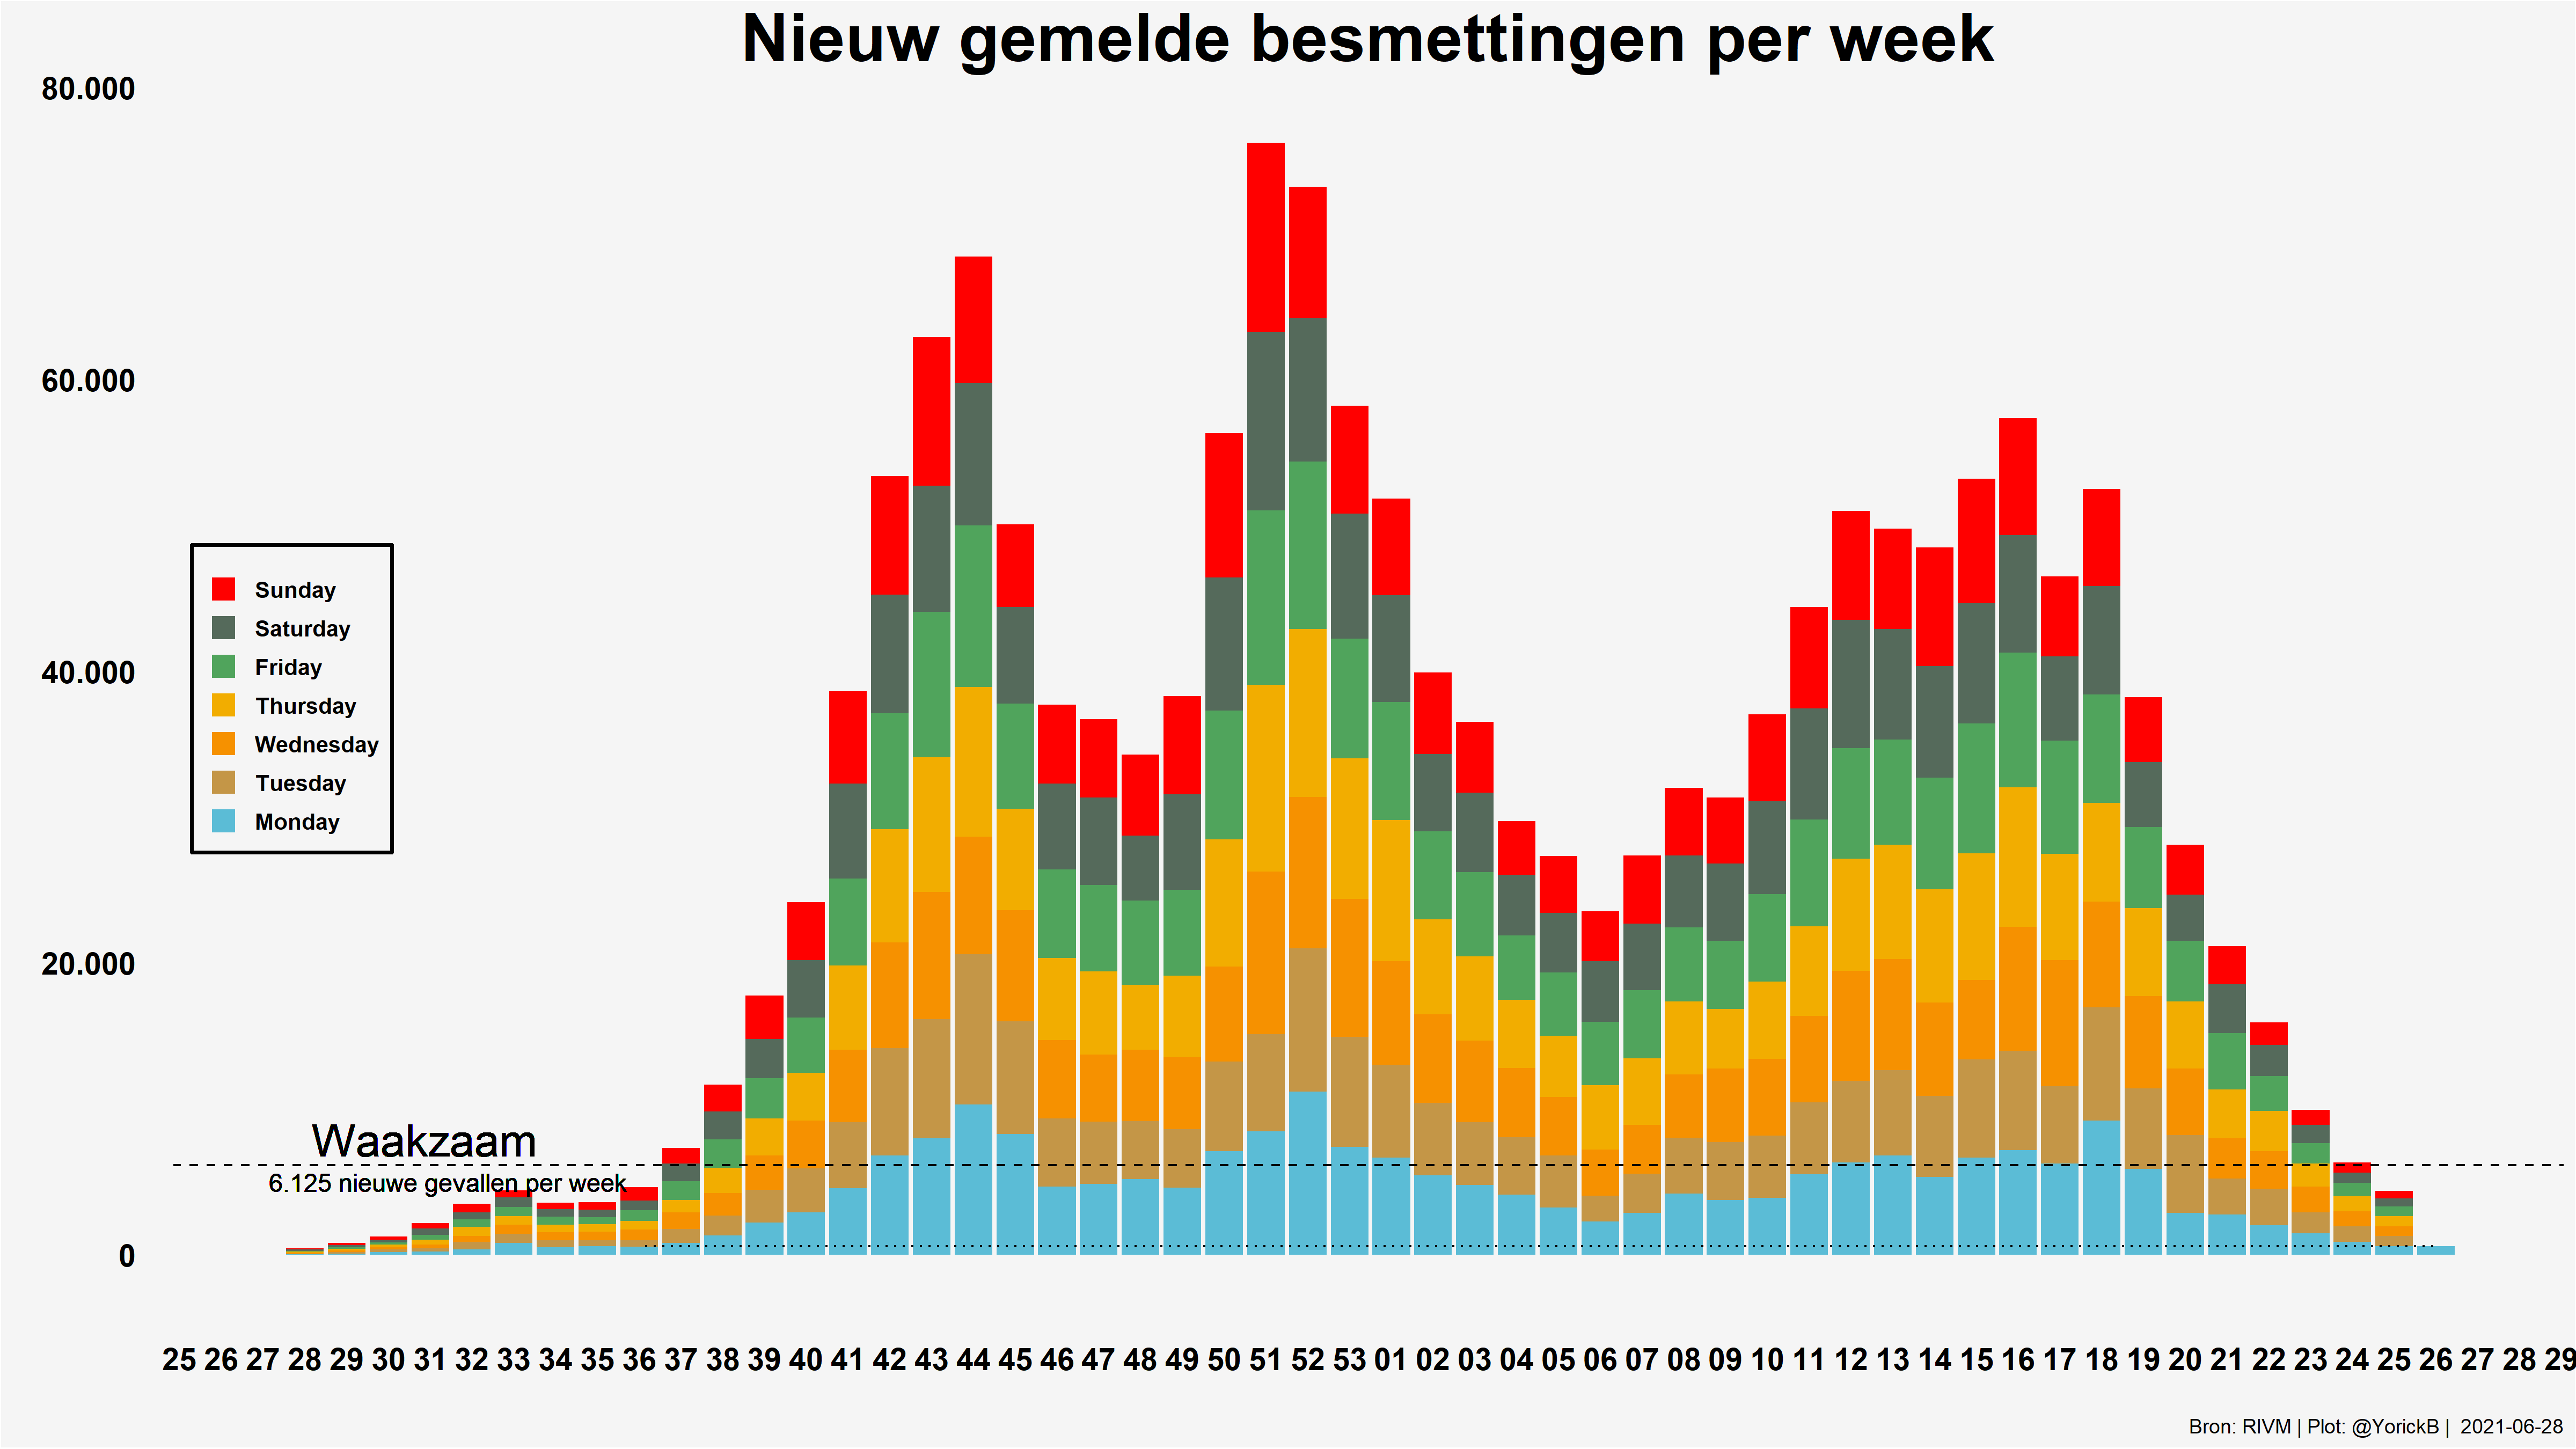 Nieuw gemelde besmettingen per week
80.000
60.000
40.000
20.000
0
Sunday
Saturday
Friday
Thursday
Wednesday
Tuesday
Monday
Waakzaam
6.125 nieuwe gevallen per week
25 26 27 28 29 30 31 32 33 34 35 36 37 38 39 40 41 42 43 44 45 46 47 48 49 50 51 52 53 01 02 03 04 05 06 07 08 09 10 11 12 13 14 15 16 17 18 19 20 21 22 23 24 25 26 27 28 29
Bron: RIVM | Plot: @YorickB | 2021-06-28